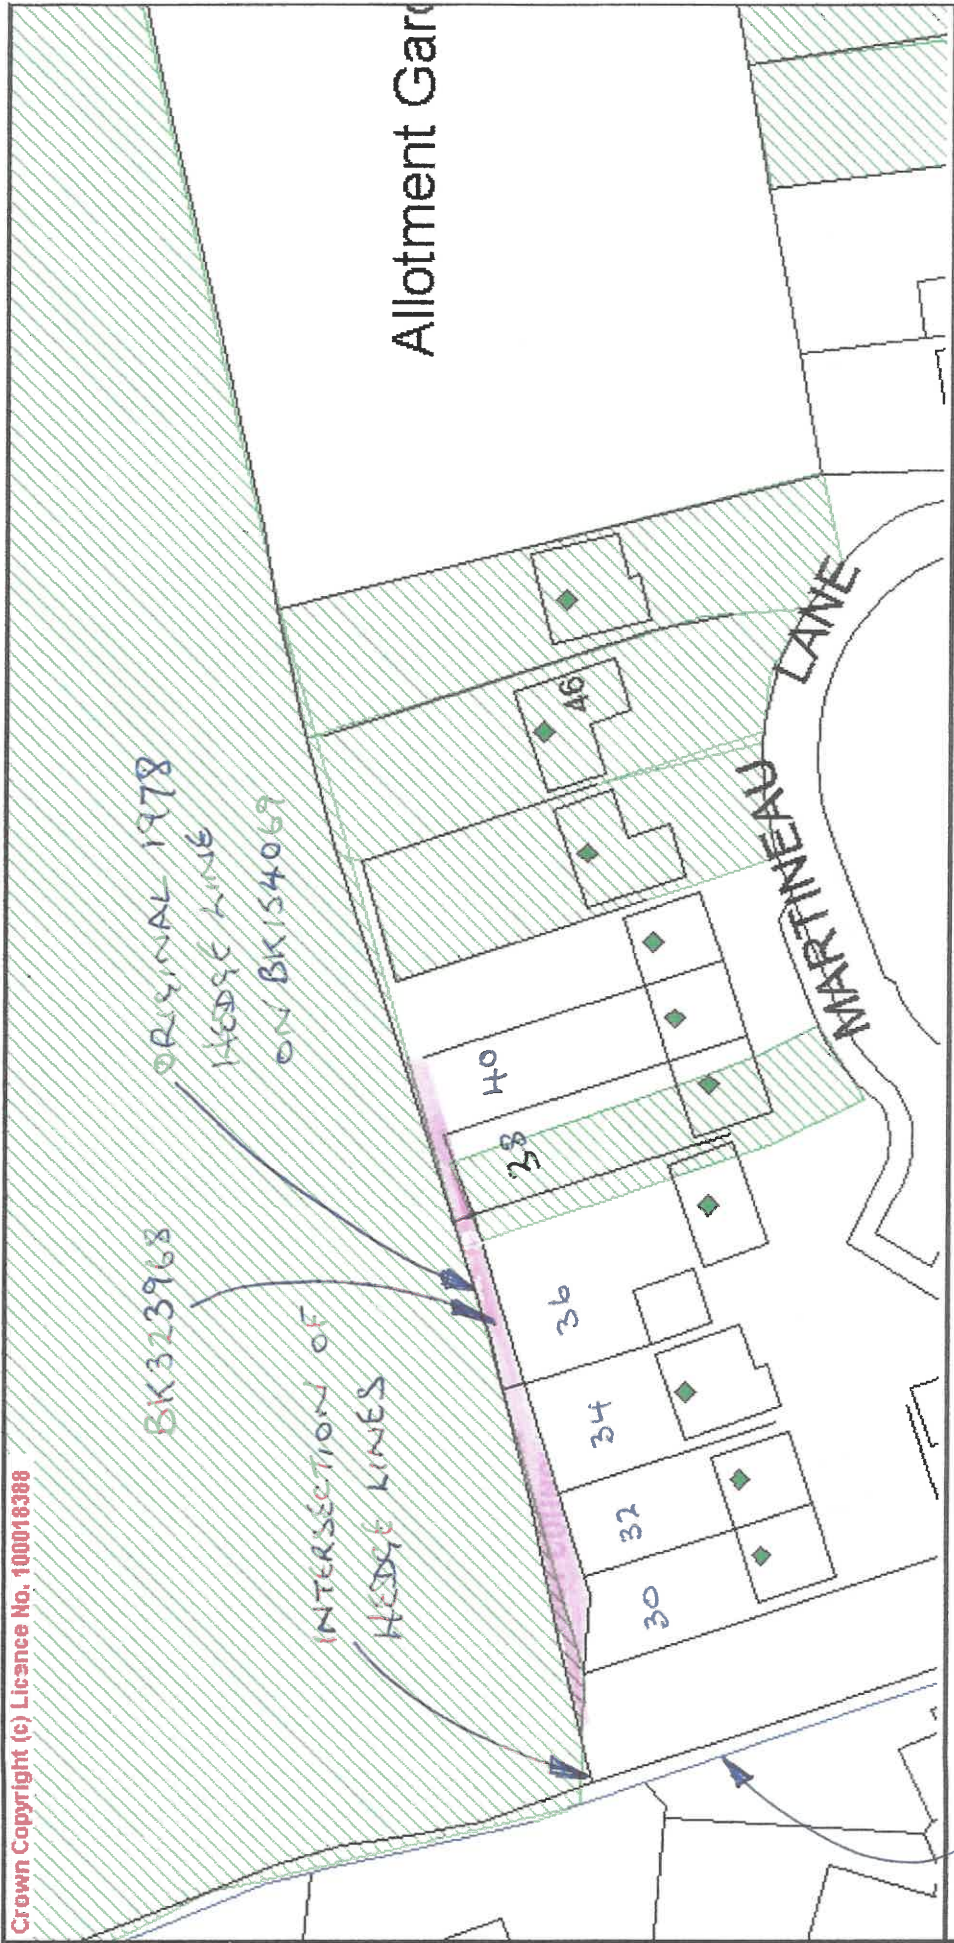 Crown Copyright (c) Licence No. 100018388
BK323968
ORIGINAL 1978
HEDGE LINE
ON BK154069
INTERSECTION OF
HEDGE LINES
Allotment Gar
30
32
34
36
38
40
46
MARTINEAU LANE